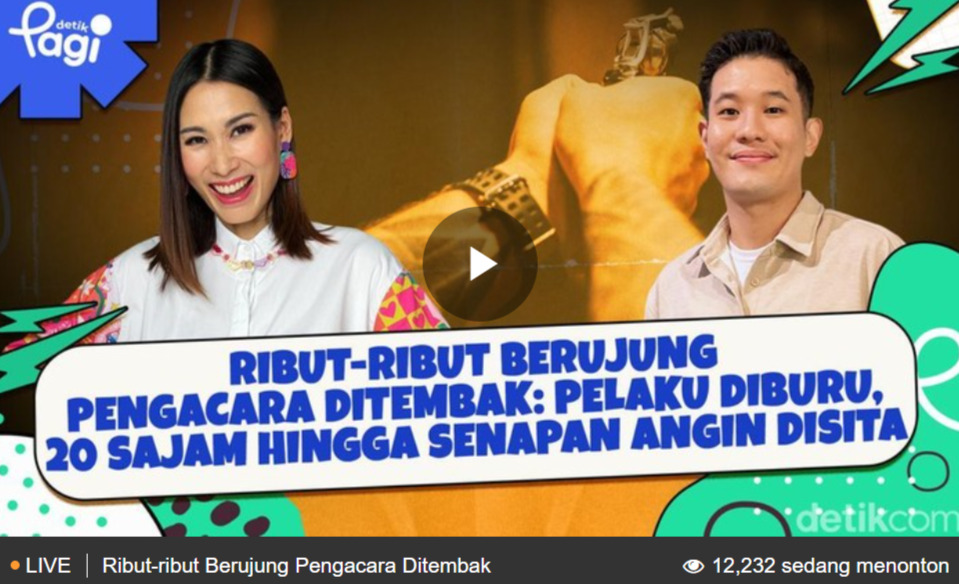 detik
Pagi
RIBUT-RIBUT BERUJUNG
PENGACARA DITEMBAK: PELAKU DIBURU,
20 SAJAM HINGGA SENAPAN ANGIN DISITA
detikcom
LIVE | Ribut-ribut Berujung Pengacara Ditembak 12,232 sedang menonton